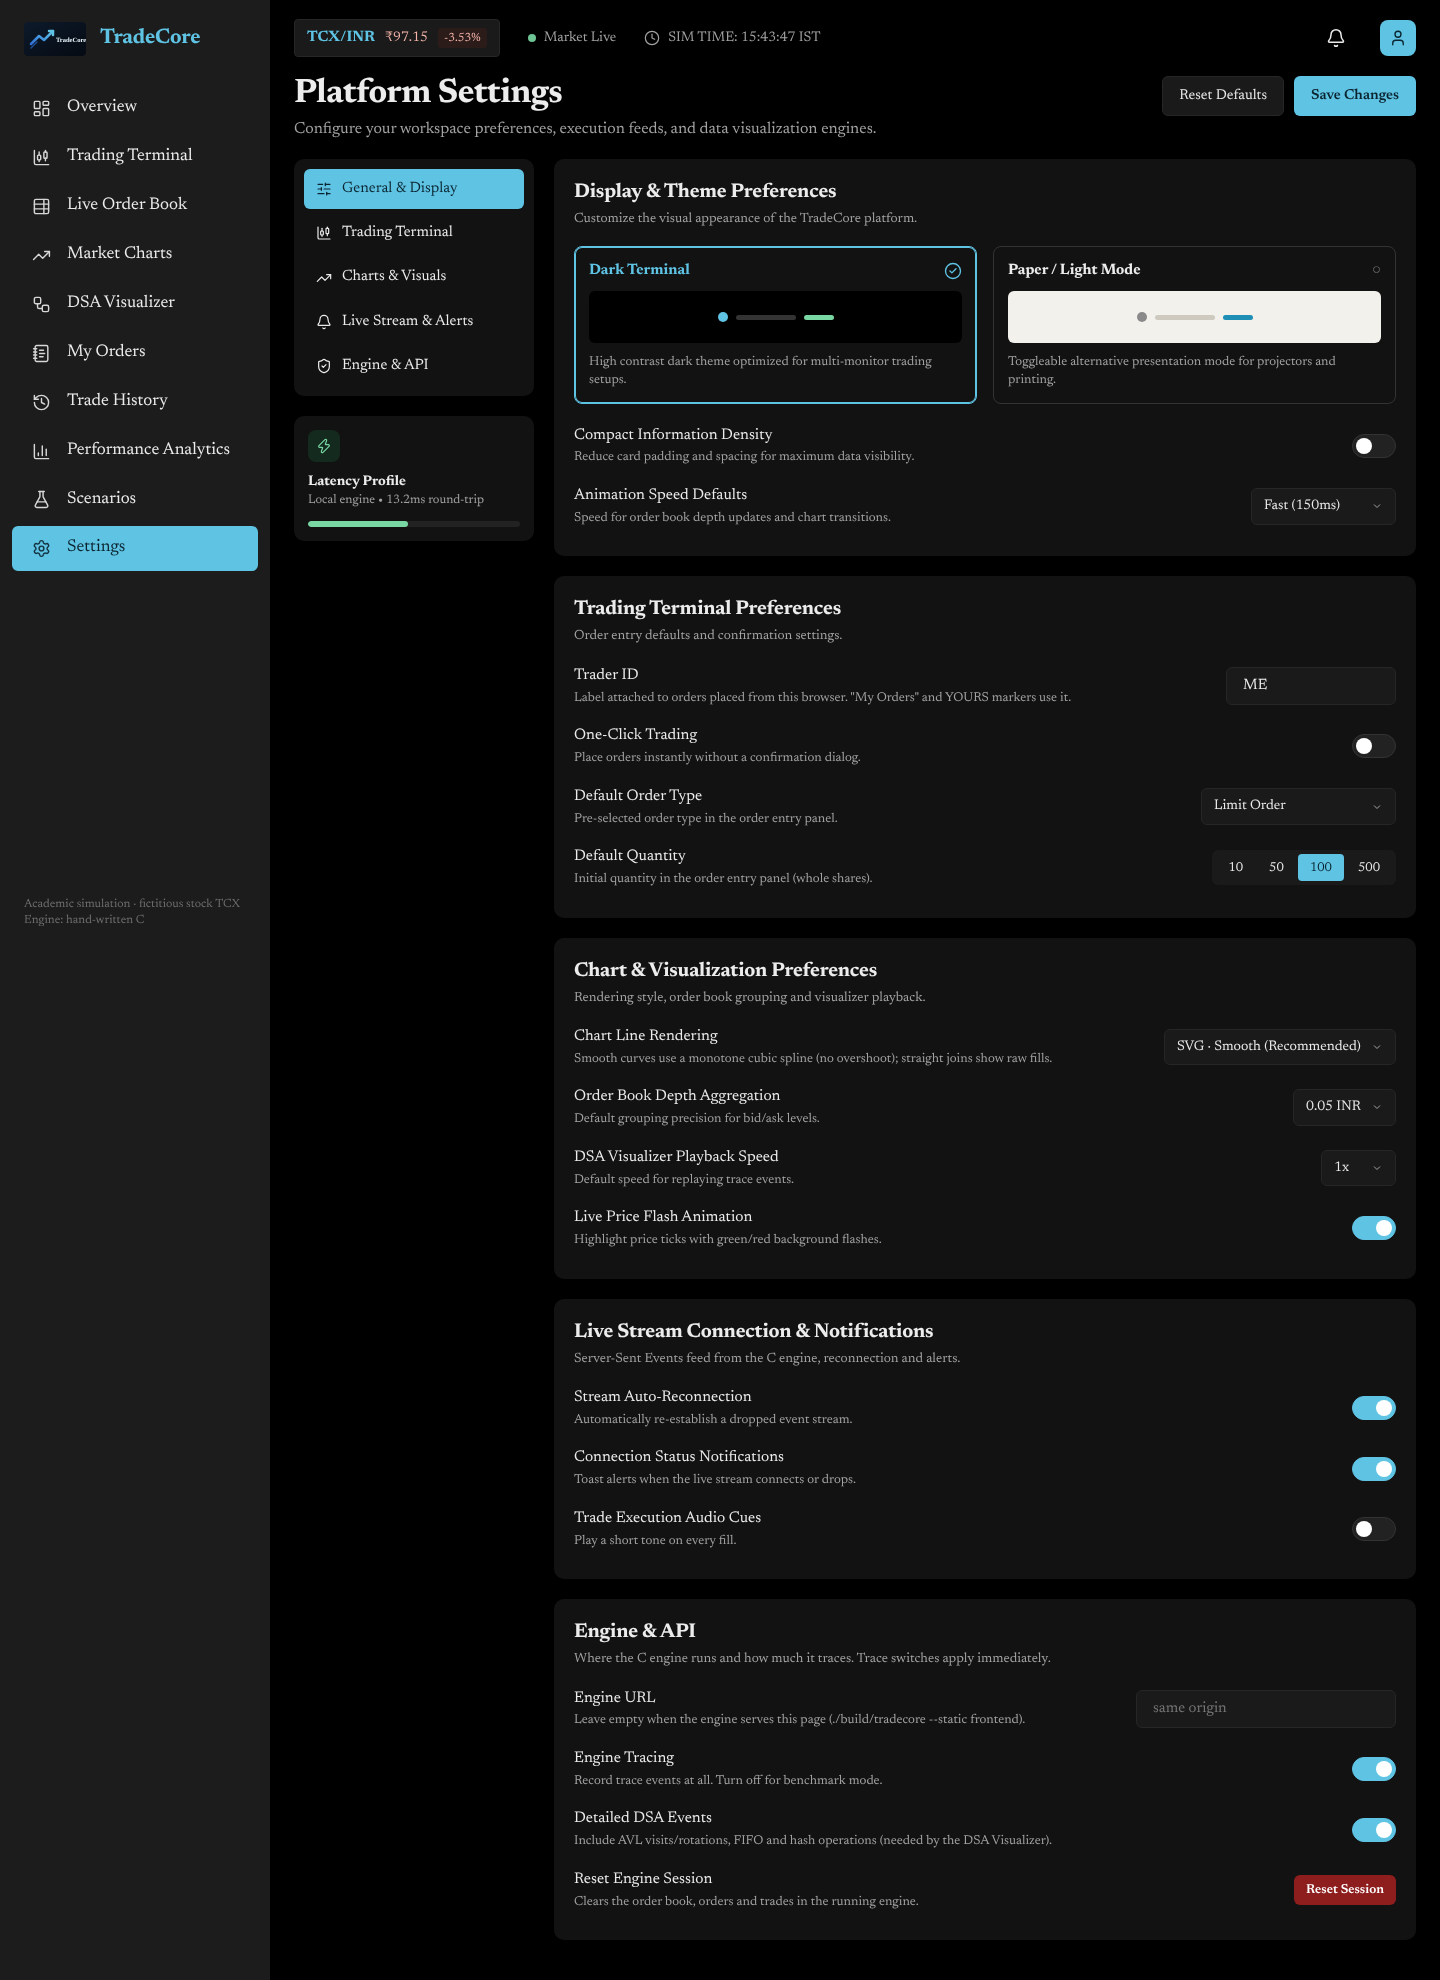 TradeCore
TradeCore
Overview
Trading Terminal
Live Order Book
Market Charts
DSA Visualizer
My Orders
Trade History
Performance Analytics
Scenarios
Settings
Academic simulation · fictitious stock TCX
Engine: hand-written C
TCX/INR ₹97.15 -3.53%
Market Live
SIM TIME: 15:43:47 IST
Platform Settings
Configure your workspace preferences, execution feeds, and data visualization engines.
Reset Defaults
Save Changes
General & Display
Trading Terminal
Charts & Visuals
Live Stream & Alerts
Engine & API
Latency Profile
Local engine • 13.2ms round-trip
Display & Theme Preferences
Customize the visual appearance of the TradeCore platform.
Dark Terminal
High contrast dark theme optimized for multi-monitor trading
setups.
Paper / Light Mode
Toggleable alternative presentation mode for projectors and
printing.
Compact Information Density
Reduce card padding and spacing for maximum data visibility.
Animation Speed Defaults
Speed for order book depth updates and chart transitions.
Fast (150ms)
Trading Terminal Preferences
Order entry defaults and confirmation settings.
Trader ID
Label attached to orders placed from this browser. "My Orders" and YOURS markers use it.
ME
One-Click Trading
Place orders instantly without a confirmation dialog.
Default Order Type
Pre-selected order type in the order entry panel.
Limit Order
Default Quantity
Initial quantity in the order entry panel (whole shares).
10 50 100 500
Chart & Visualization Preferences
Rendering style, order book grouping and visualizer playback.
Chart Line Rendering
Smooth curves use a monotone cubic spline (no overshoot); straight joins show raw fills.
SVG · Smooth (Recommended)
Order Book Depth Aggregation
Default grouping precision for bid/ask levels.
0.05 INR
DSA Visualizer Playback Speed
Default speed for replaying trace events.
1x
Live Price Flash Animation
Highlight price ticks with green/red background flashes.
Live Stream Connection & Notifications
Server-Sent Events feed from the C engine, reconnection and alerts.
Stream Auto-Reconnection
Automatically re-establish a dropped event stream.
Connection Status Notifications
Toast alerts when the live stream connects or drops.
Trade Execution Audio Cues
Play a short tone on every fill.
Engine & API
Where the C engine runs and how much it traces. Trace switches apply immediately.
Engine URL
Leave empty when the engine serves this page (./build/tradecore --static frontend).
same origin
Engine Tracing
Record trace events at all. Turn off for benchmark mode.
Detailed DSA Events
Include AVL visits/rotations, FIFO and hash operations (needed by the DSA Visualizer).
Reset Engine Session
Clears the order book, orders and trades in the running engine.
Reset Session